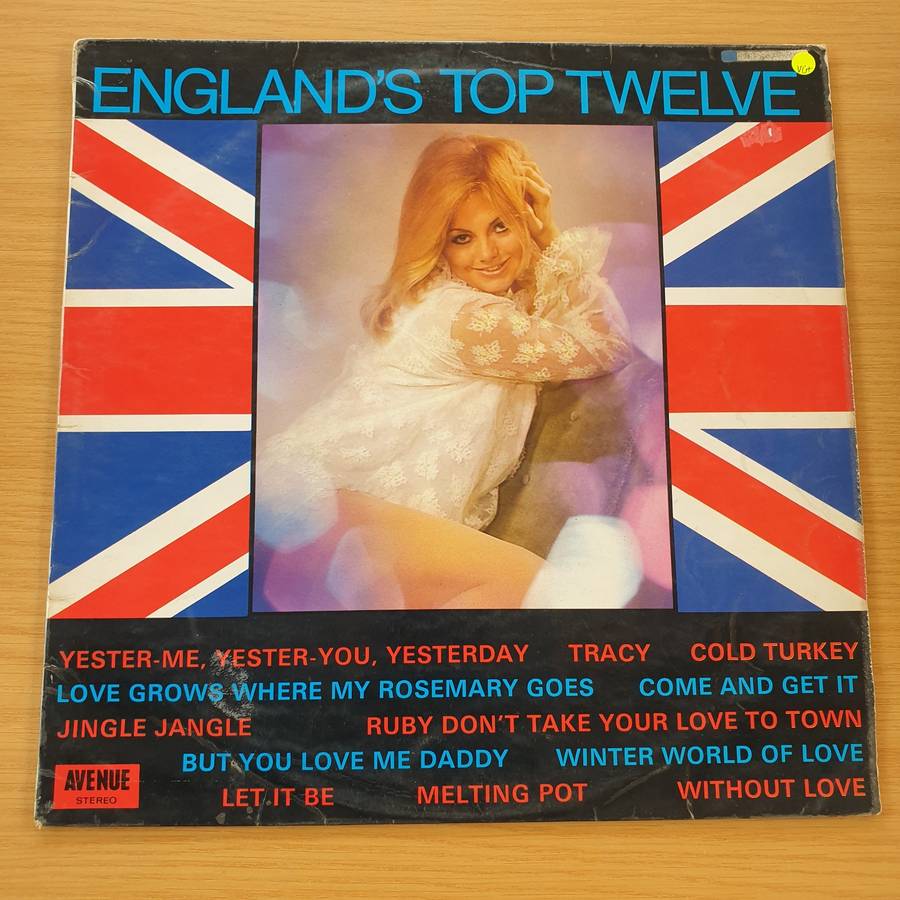 ENGLAND'S TOP TWELVE
VG+
YESTER-ME, YESTER-YOU, YESTERDAY TRACY COLD TURKEY
LOVE GROWS WHERE MY ROSEMARY GOES COME AND GET IT
JINGLE JANGLE RUBY DON'T TAKE YOUR LOVE TO TOWN
BUT YOU LOVE ME DADDY WINTER WORLD OF LOVE
LET IT BE MELTING POT WITHOUT LOVE
AVENUE
STEREO